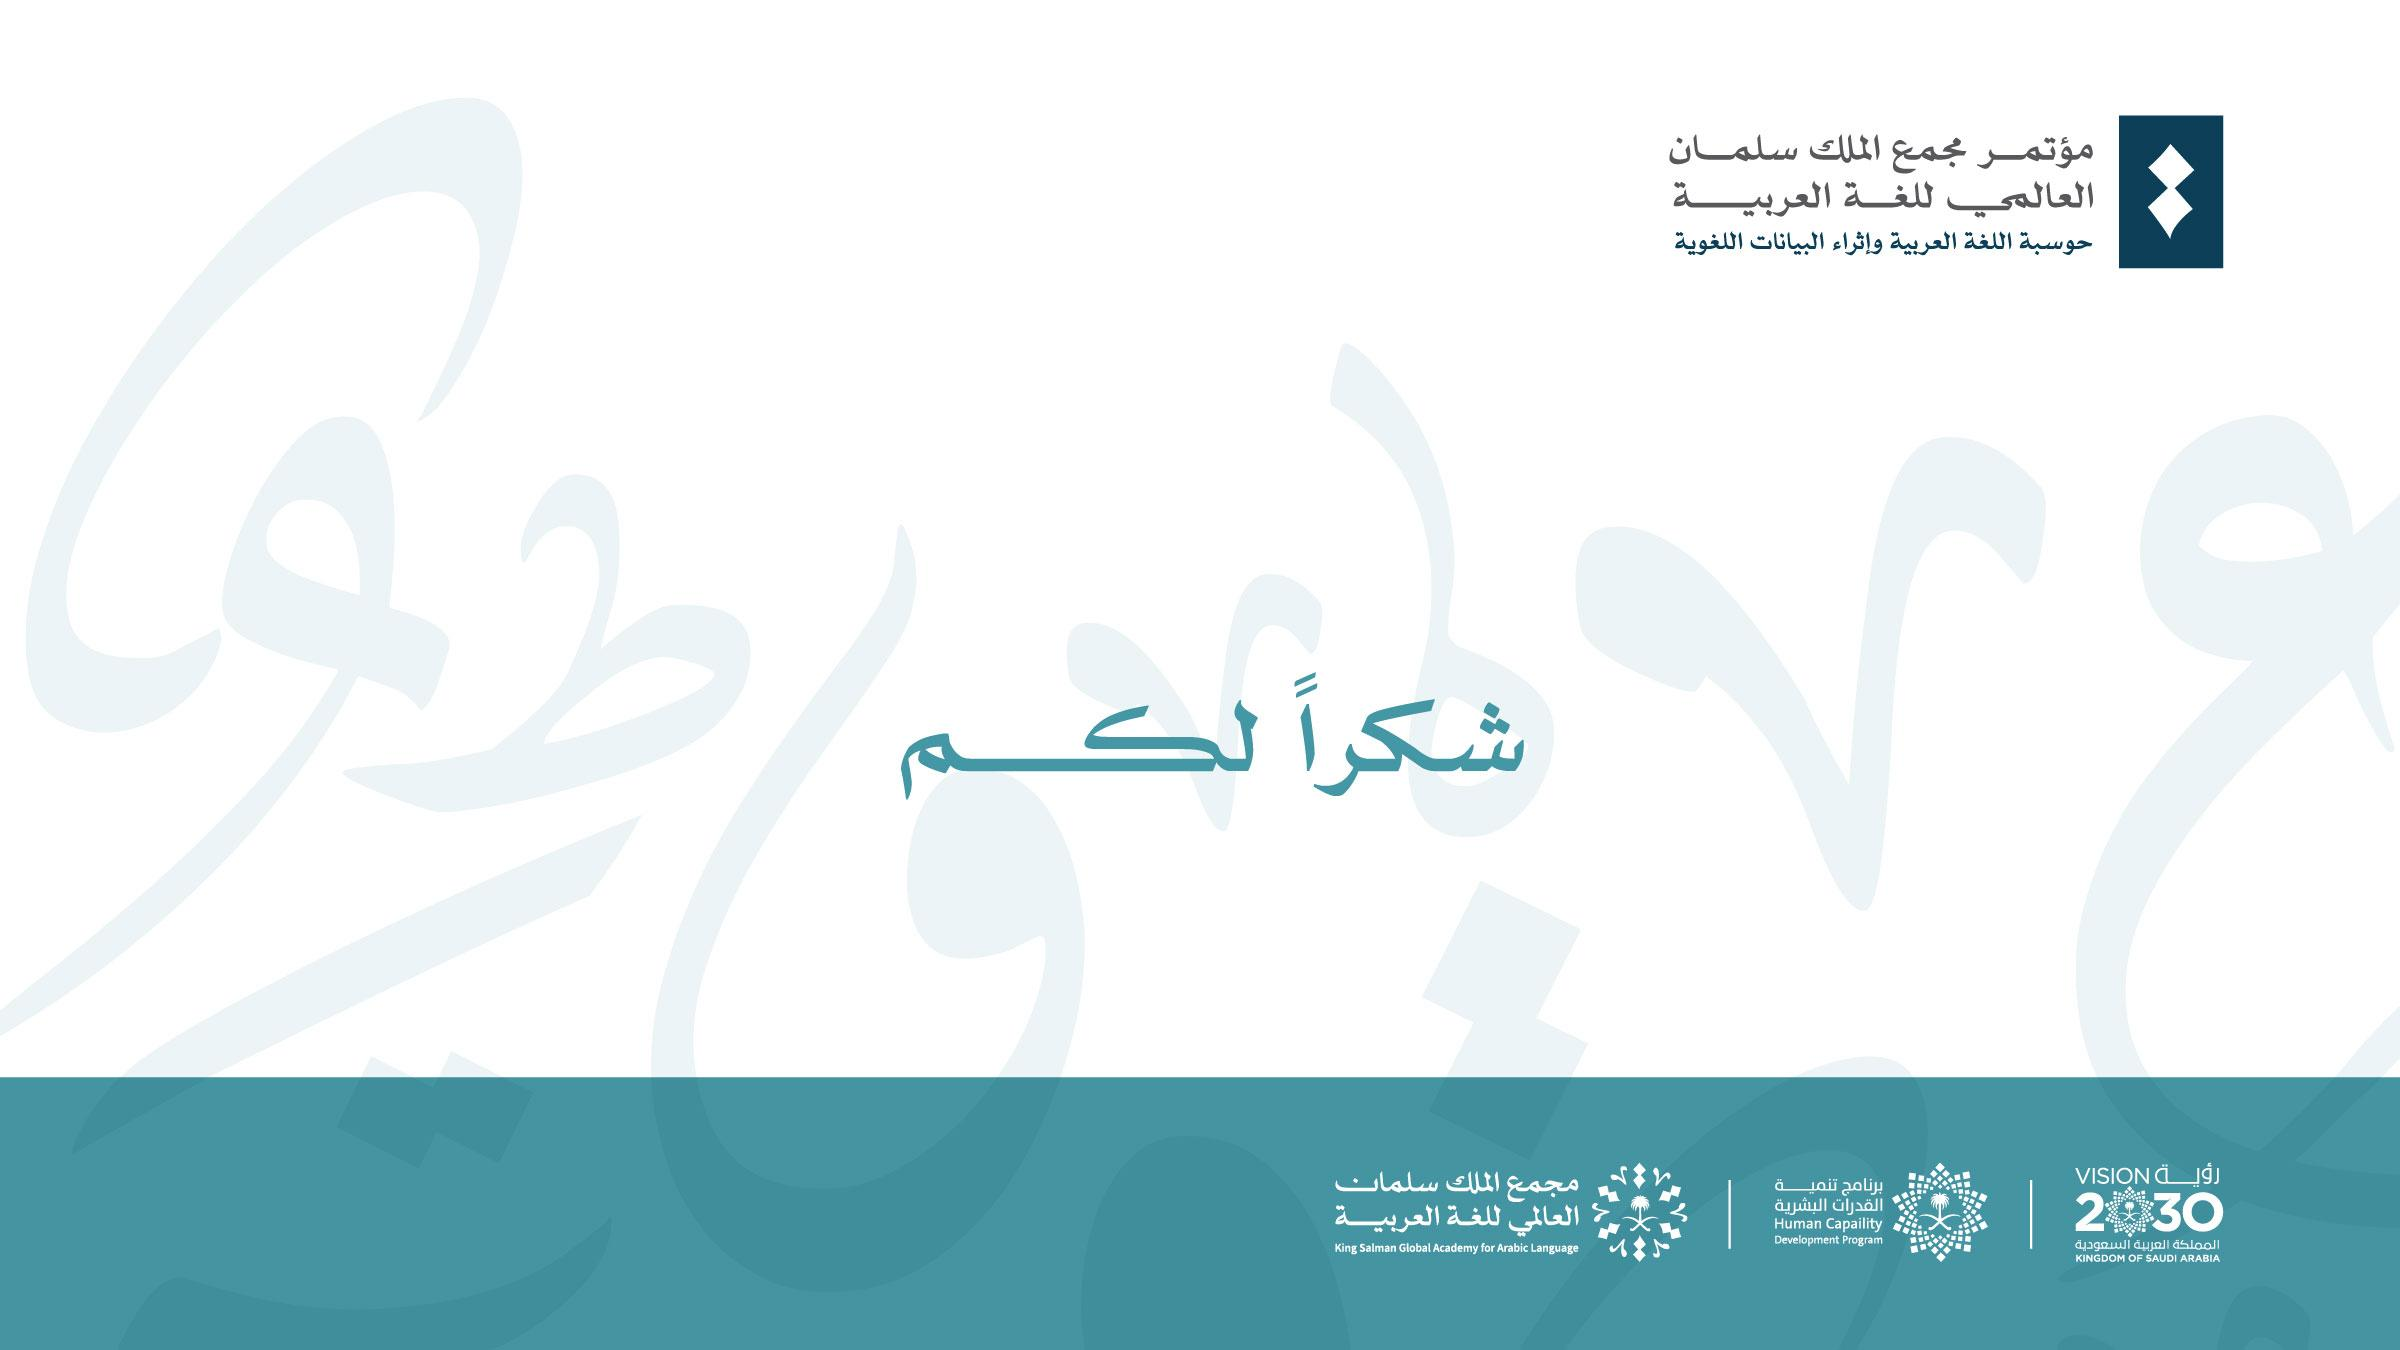 مؤتمر مجمع الملك سلمان
العالمي للغة العربية
حوسبة اللغة العربية وإثراء البيانات اللغوية
شكراً لكم
رؤية VISION
2030
المملكة العربية السعودية
KINGDOM OF SAUDI ARABIA
برنامج تنمية
القدرات البشرية
Human Capaility
Development Program
مجمع الملك سلمان
العالمي للغة العربية
King Salman Global Academy for Arabic Language